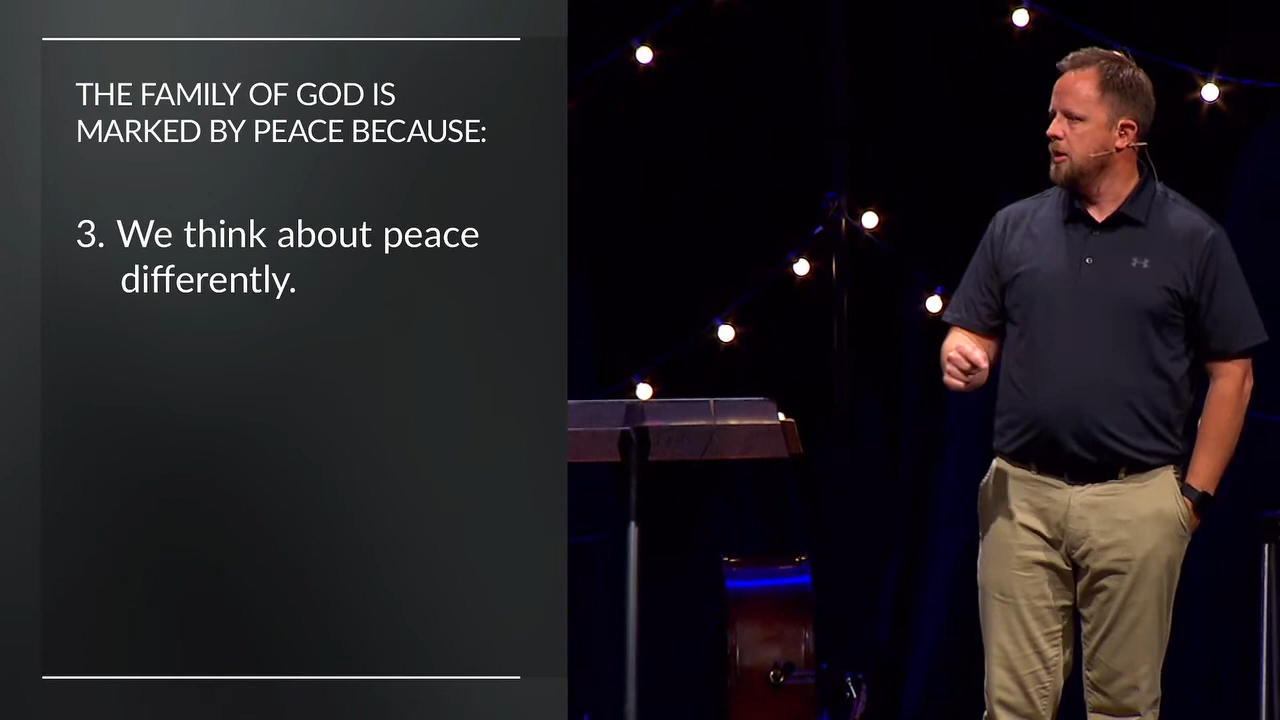 THE FAMILY OF GOD IS
MARKED BY PEACE BECAUSE:
3. We think about peace
differently.